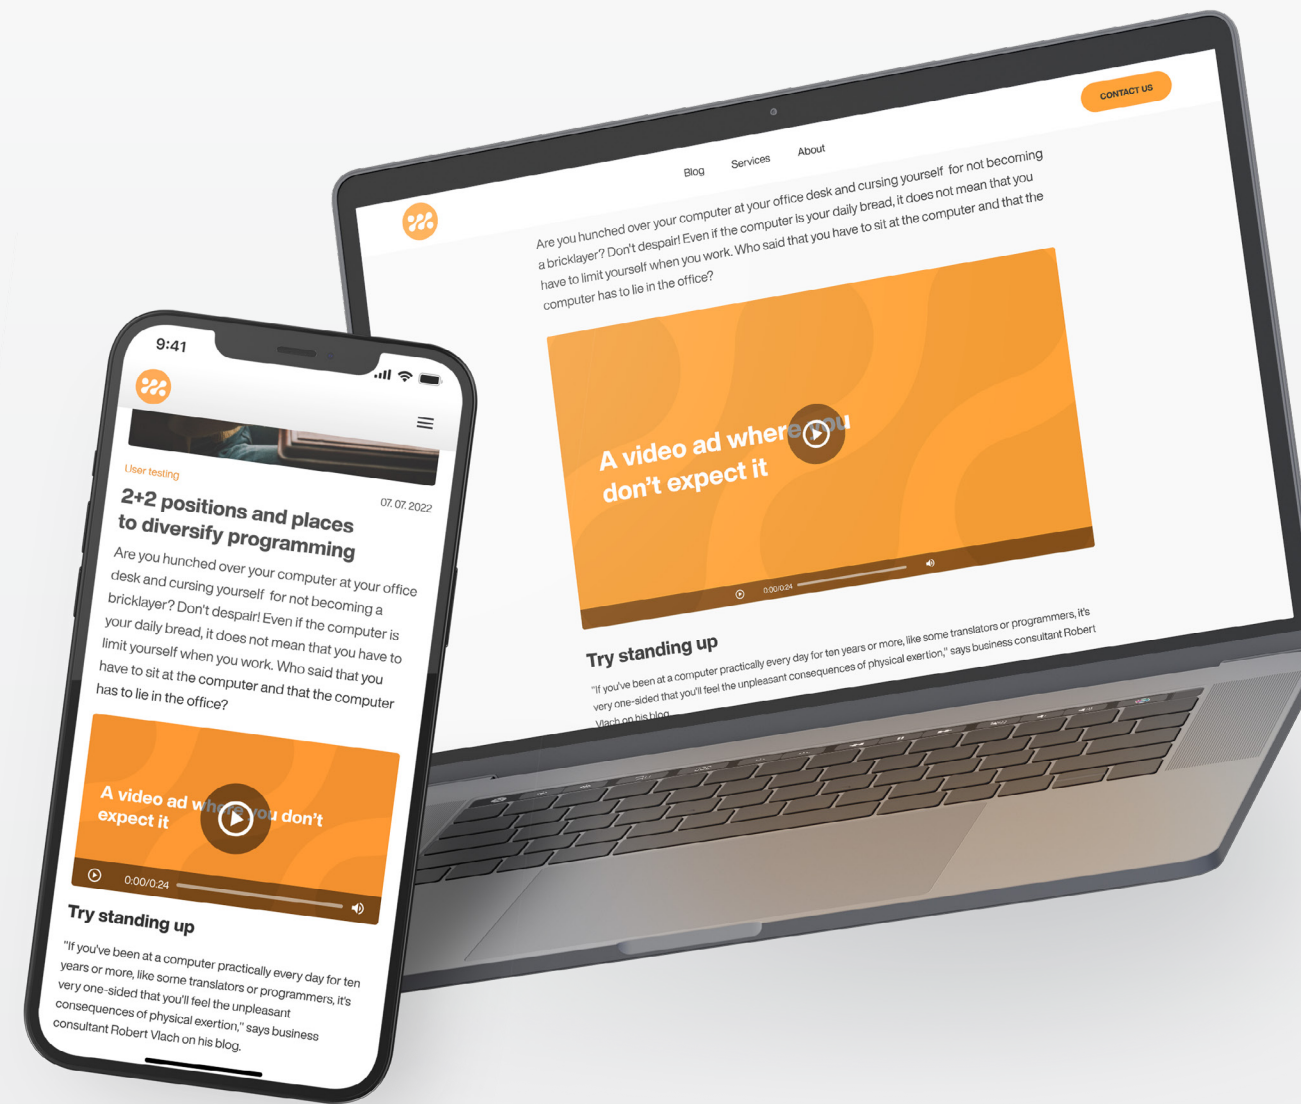 CONTACT US
Blog Services About
Are you hunched over your computer at your office desk and cursing yourself for not becoming
a bricklayer? Don't despair! Even if the computer is your daily bread, it does not mean that you
have to limit yourself when you work. Who said that you have to sit at the computer and that the
computer has to lie in the office?
A video ad where you
don't expect it
0:00/0:24
Try standing up
"If you've been at a computer practically every day for ten years or more, like some translators or programmers, it's
very one-sided that you'll feel the unpleasant consequences of physical exertion," says business consultant Robert
Vlach on his blog.
9:41
User testing
07. 07. 2022
2+2 positions and places
to diversify programming
Are you hunched over your computer at your office
desk and cursing yourself for not becoming a
bricklayer? Don't despair! Even if the computer is
your daily bread, it does not mean that you have to
limit yourself when you work. Who said that you
have to sit at the computer and that the computer
has to lie in the office?
A video ad where you don't
expect it
0:00/0:24
Try standing up
"If you've been at a computer practically every day for ten
years or more, like some translators or programmers, it's
very one-sided that you'll feel the unpleasant
consequences of physical exertion," says business
consultant Robert Vlach on his blog.